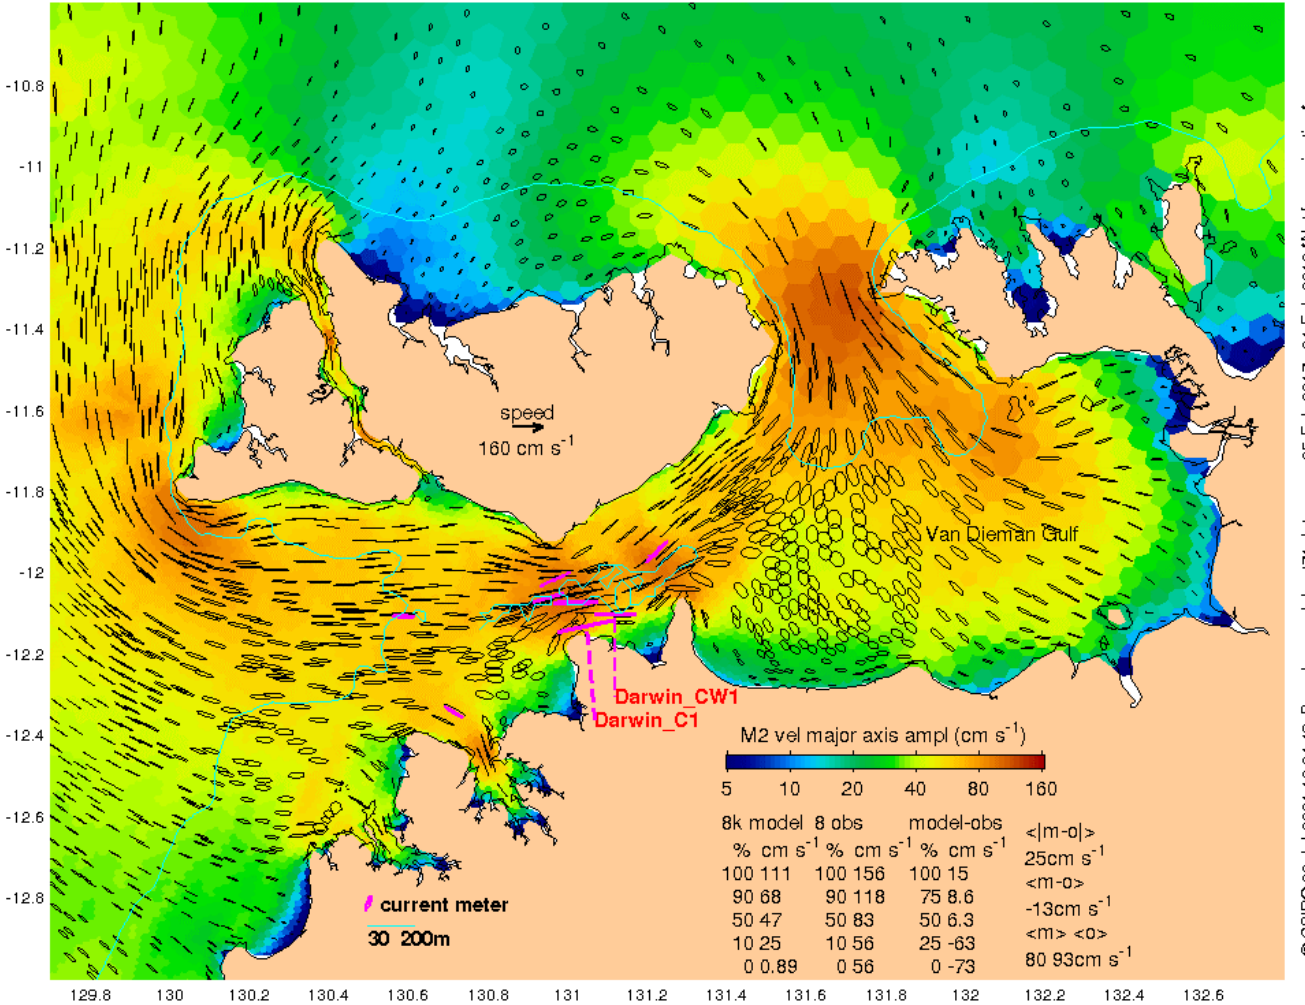 -10.8
-11
-11.2
-11.4
-11.6
-11.8
-12
-12.2
-12.4
-12.6
-12.8
speed
160 cm s-1
Van Dieman Gulf
Darwin_CW1
Darwin_C1
M2 vel major axis ampl (cm s-1)
5 10 20 40 80 160
8k model 8 obs model-obs
% cm s-1 % cm s-1 % cm s-1
100 111 100 156 100 15
90 68 90 118 75 8.6
50 47 50 83 50 6.3
10 25 10 56 25 -63
0 0.89 0 56 0 -73
<|m-o|>
25cm s-1
<m-o>
-13cm s-1
<m> <o>
80 93cm s-1
current meter
30 200m
129.8 130 130.2 130.4 130.6 130.8 131 131.2 131.4 131.6 131.8 132 132.2 132.4 132.6